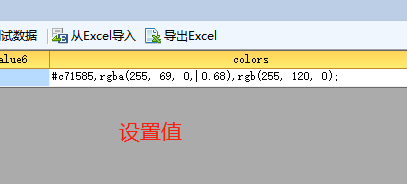 试数据 从Excel导入 导出Excel
alue6 colors
#c71585,rgba(255, 69, 0, 0.68),rgb(255, 120, 0);
设置值